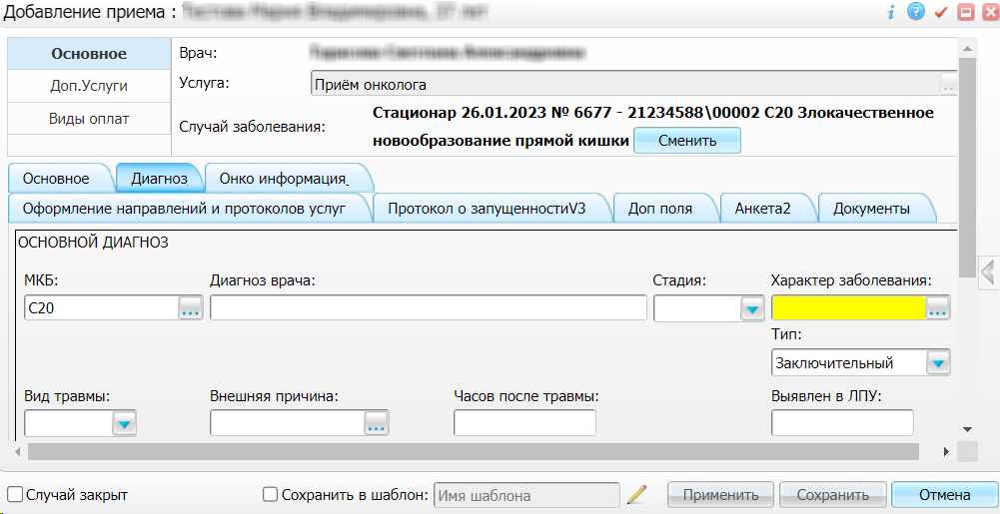 Добавление приема :
Основное
Доп.Услуги
Виды оплат
Врач:
Услуга: Приём онколога ...
Случай заболевания: Стационар 26.01.2023 № 6677 - 21234588\00002 C20 Злокачественное
новообразование прямой кишки Сменить
Основное Диагноз Онко информация
Оформление направлений и протоколов услуг Протокол о запущенностиV3 Доп поля Анкета2 Документы
ОСНОВНОЙ ДИАГНОЗ
МКБ: Диагноз врача: Стадия: Характер заболевания:
C20 ... ...
Тип:
Заключительный
Вид травмы: Внешняя причина: Часов после травмы: Выявлен в ЛПУ:
...
Случай закрыт Сохранить в шаблон: Имя шаблона Применить Сохранить Отмена